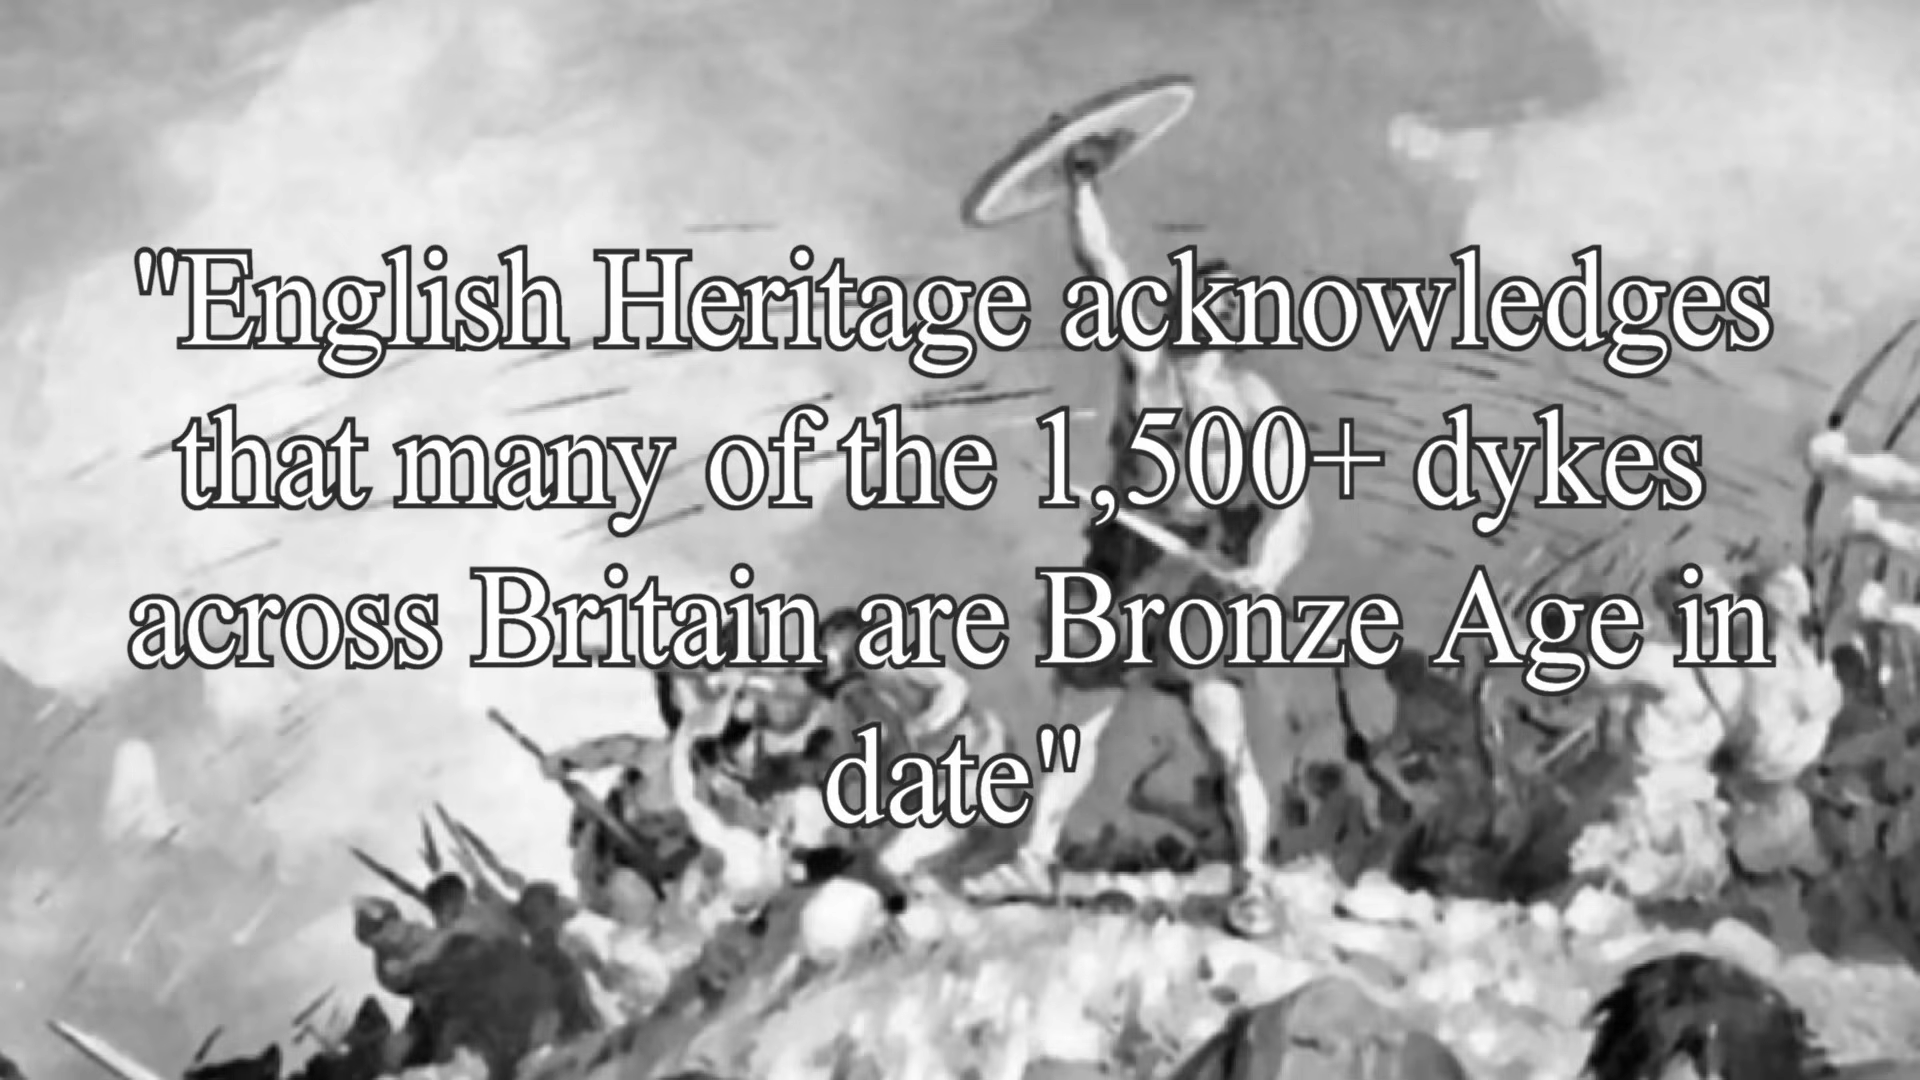 "English Heritage acknowledges
that many of the 1,500+ dykes
across Britain are Bronze Age in
date"